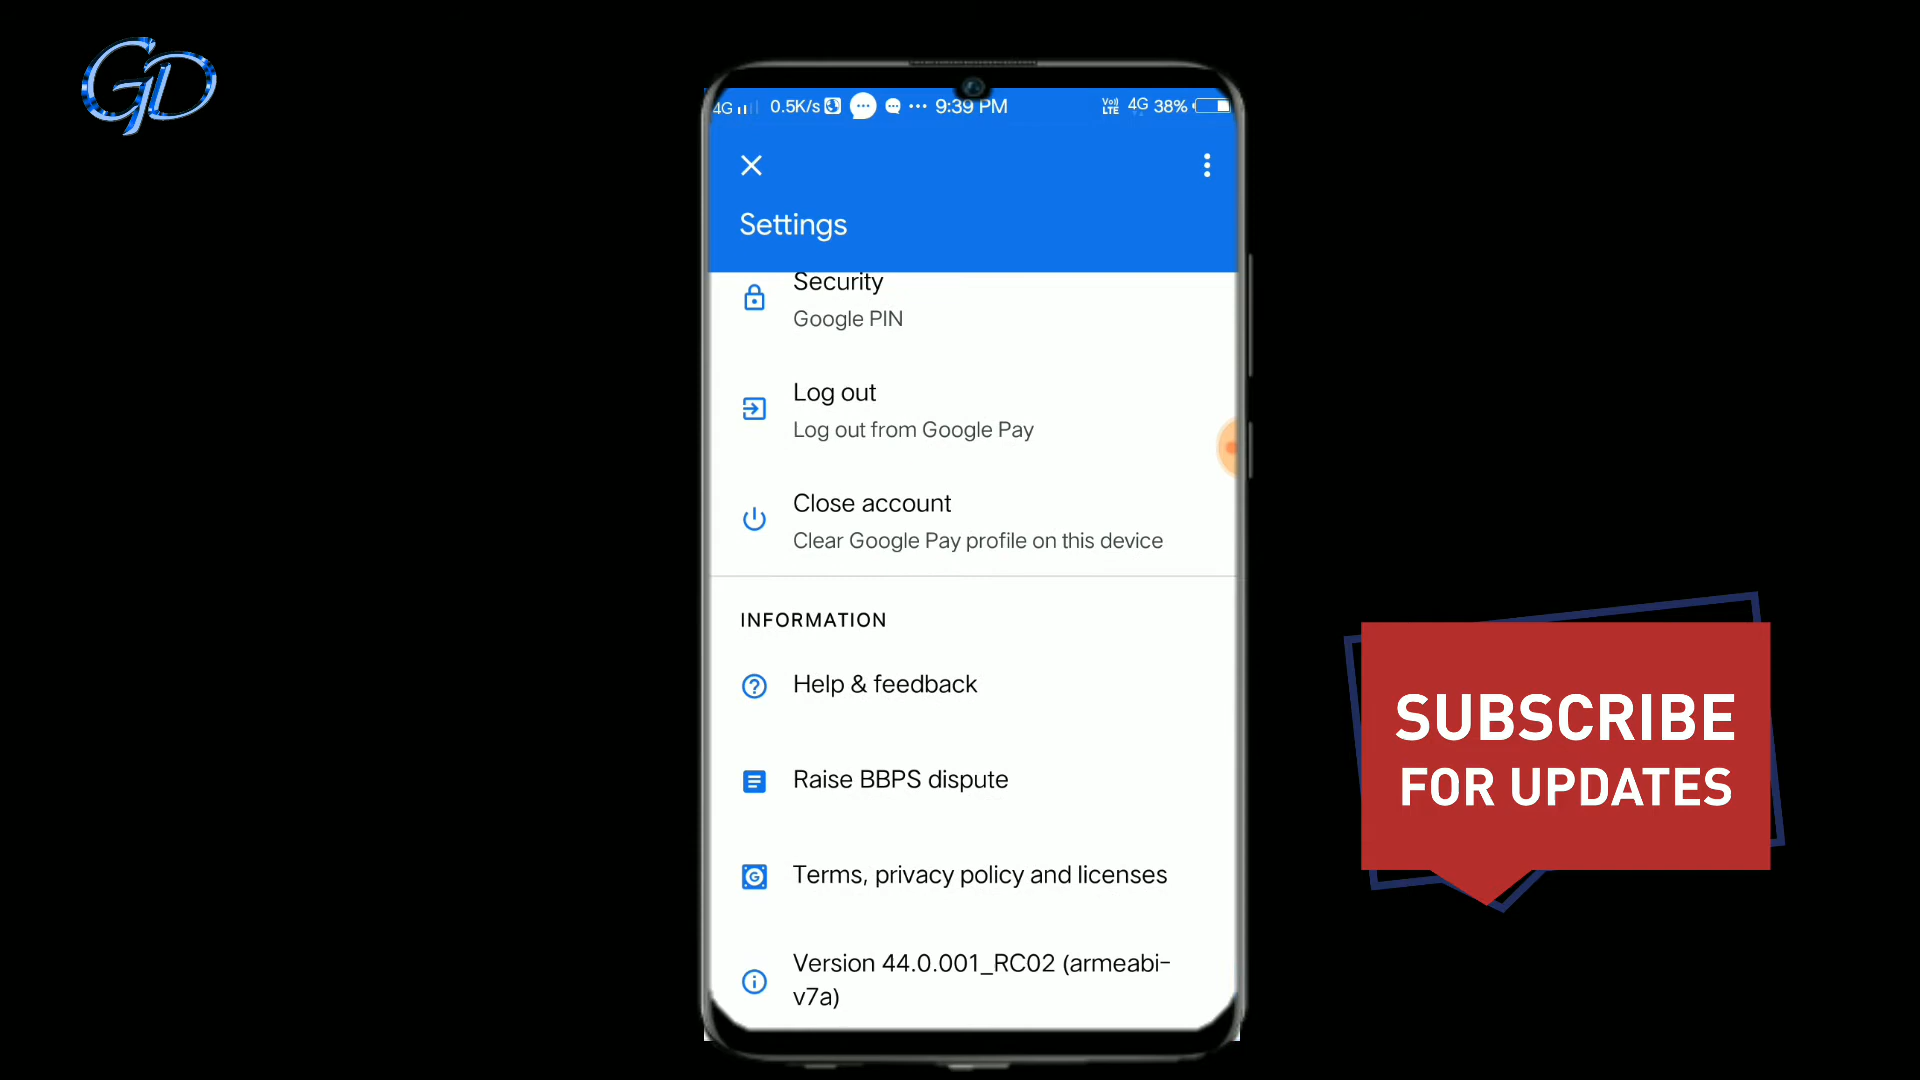 GD
4G 0.5K/s ... 9:39 PM VoLTE 4G 38%
Settings
Security
Google PIN
Log out
Log out from Google Pay
Close account
Clear Google Pay profile on this device
INFORMATION
Help & feedback
Raise BBPS dispute
Terms, privacy policy and licenses
Version 44.0.001_RC02 (armeabi-
v7a)
SUBSCRIBE
FOR UPDATES